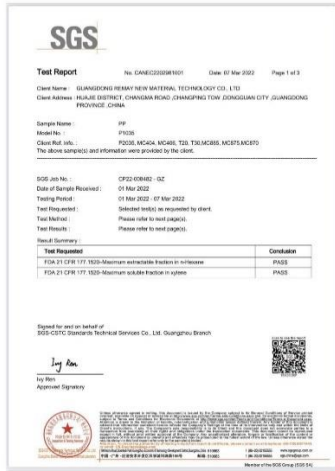 SGS
Test Report No. CANEC2202981601 Date: 07 Mar 2022 Page 1 of 3
Client Name : GUANGDONG REMAY NEW MATERIAL TECHNOLOGY CO., LTD
Client Address : HUAJIE DISTRICT, CHANGMA ROAD ,CHANGPING TOW ,DONGGUAN CITY ,GUANGDONG
PROVINCE ,CHINA
Sample Name : PP
Model No. : P1035
Client Ref. Info. : P2035, MC404, MC466, T20, T30,MC865, MC875,MC870
The above sample(s) and information were provided by the client.
SGS Job No. : CP22-008482 - GZ
Date of Sample Received : 01 Mar 2022
Testing Period : 01 Mar 2022 - 07 Mar 2022
Test Requested : Selected test(s) as requested by client.
Test Method : Please refer to next page(s).
Test Results : Please refer to next page(s).
Result Summary :
Test Requested Conclusion
FDA 21 CFR 177.1520-Maximum extractable fraction in n-Hexane PASS
FDA 21 CFR 177.1520-Maximum soluble fraction in xylene PASS
Signed for and on behalf of
SGS-CSTC Standards Technical Services Co., Ltd. Guangzhou Branch
Ivy Ren
Ivy Ren
Approved Signatory
Member of the SGS Group (SGS SA)